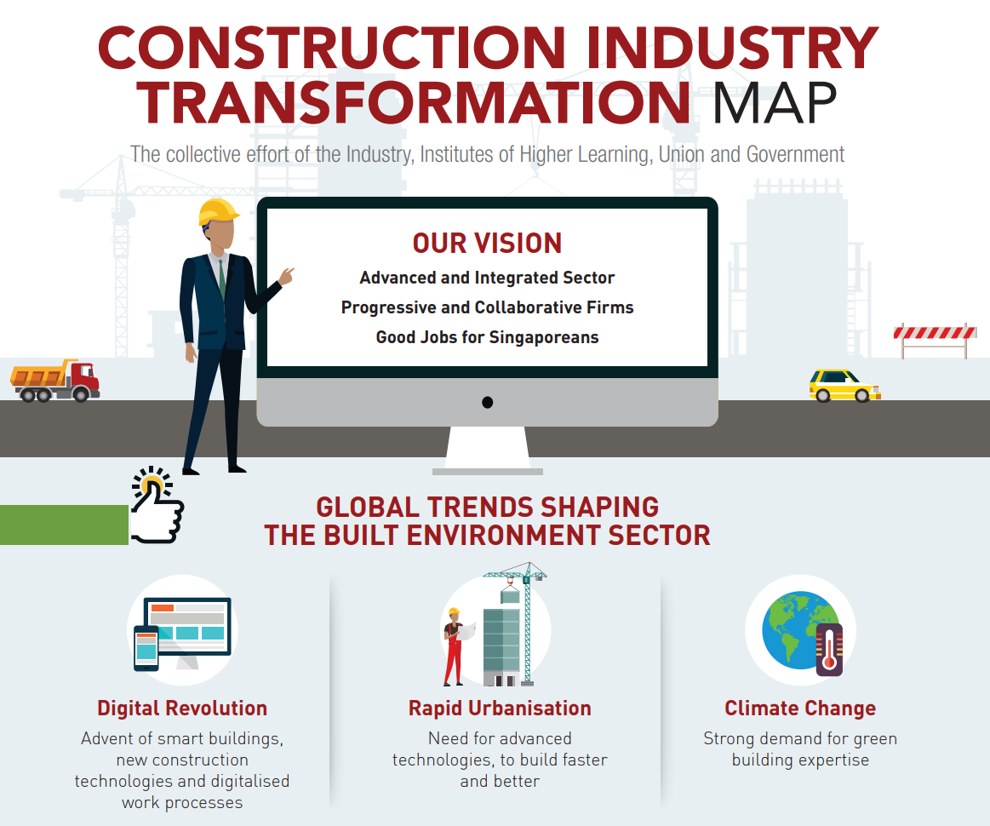 CONSTRUCTION INDUSTRY
TRANSFORMATION MAP
The collective effort of the Industry, Institutes of Higher Learning, Union and Government
OUR VISION
Advanced and Integrated Sector
Progressive and Collaborative Firms
Good Jobs for Singaporeans
GLOBAL TRENDS SHAPING
THE BUILT ENVIRONMENT SECTOR
Digital Revolution
Advent of smart buildings,
new construction
technologies and digitalised
work processes
Rapid Urbanisation
Need for advanced
technologies, to build faster
and better
Climate Change
Strong demand for green
building expertise